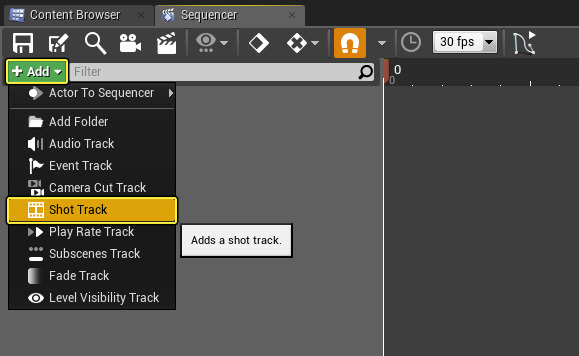 Content Browser
Sequencer
30 fps
Add
Filter
0
0
Actor To Sequencer
Add Folder
Audio Track
Event Track
Camera Cut Track
Shot Track
Play Rate Track
Adds a shot track.
Subscenes Track
Fade Track
Level Visibility Track